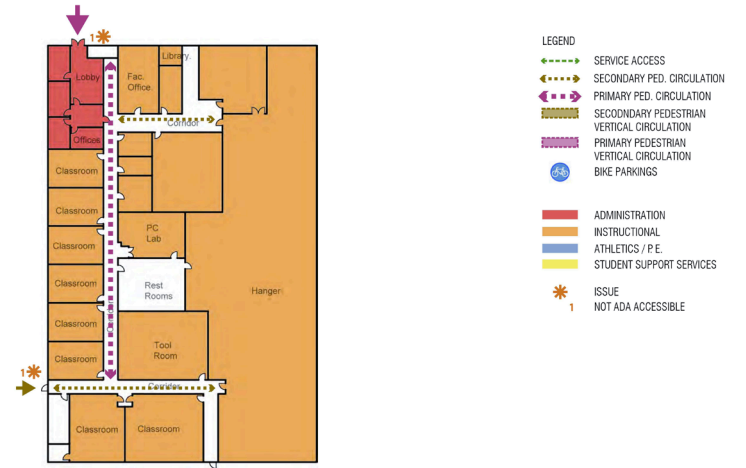 1
Lobby
Library.
Fac.
Office.
Corridor
Offices
Classroom
Classroom
Classroom
PC
Lab
Classroom
Rest
Rooms
Hanger
Classroom
Corridor
Tool
Room
Classroom
1
Corridor
Classroom
Classroom
LEGEND
SERVICE ACCESS
SECONDARY PED. CIRCULATION
PRIMARY PED. CIRCULATION
SECODNDARY PEDESTRIAN
VERTICAL CIRCULATION
PRIMARY PEDESTRIAN
VERTICAL CIRCULATION
BIKE PARKINGS
ADMINISTRATION
INSTRUCTIONAL
ATHLETICS / P.E.
STUDENT SUPPORT SERVICES
ISSUE
1 NOT ADA ACCESSIBLE